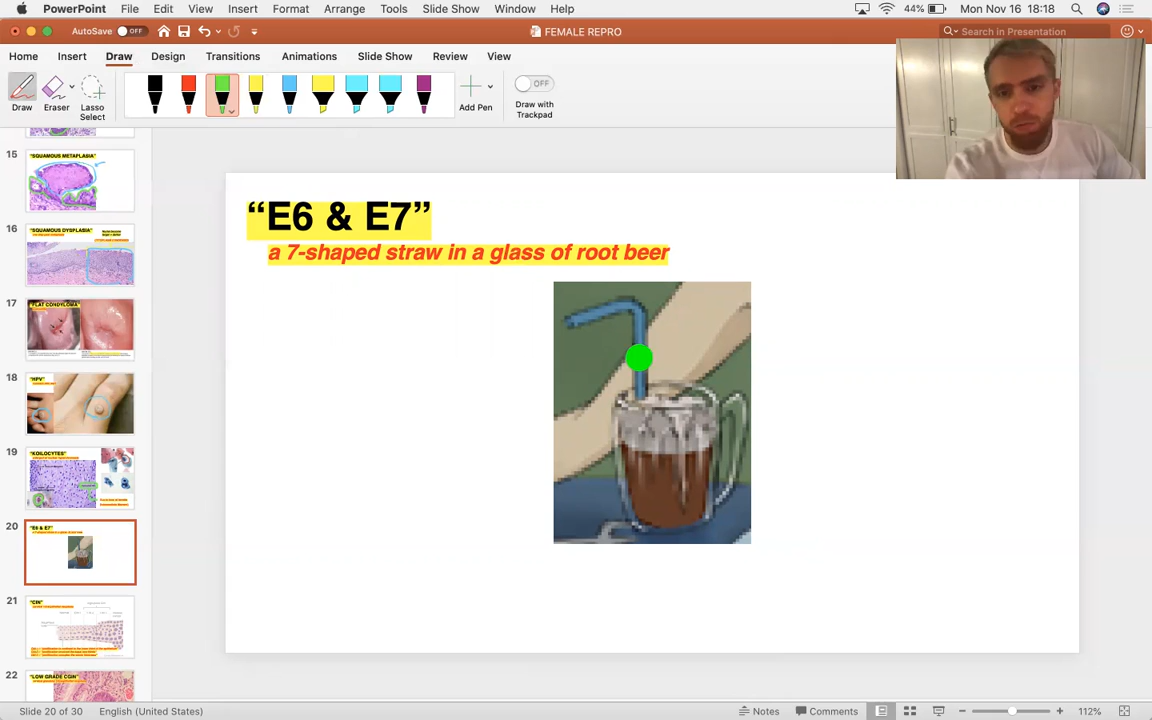 PowerPoint File Edit View Insert Format Arrange Tools Slide Show Window Help 44% Mon Nov 16 18:18
AutoSave OFF FEMALE REPRO Search in Presentation
Home Insert Draw Design Transitions Animations Slide Show Review View
Draw Eraser Lasso Select Add Pen OFF Draw with Trackpad
15 "SQUAMOUS METAPLASIA"
16 "SQUAMOUS DYSPLASIA"
17 "FLAT CONDYLOMA"
18 "HPV"
19 "KOILOCYTES"
20 "E6 & E7"
21 "CIN"
22 "LOW GRADE CGIN"
“E6 & E7”
a 7-shaped straw in a glass of root beer
Slide 20 of 30 English (United States) Notes Comments 112%